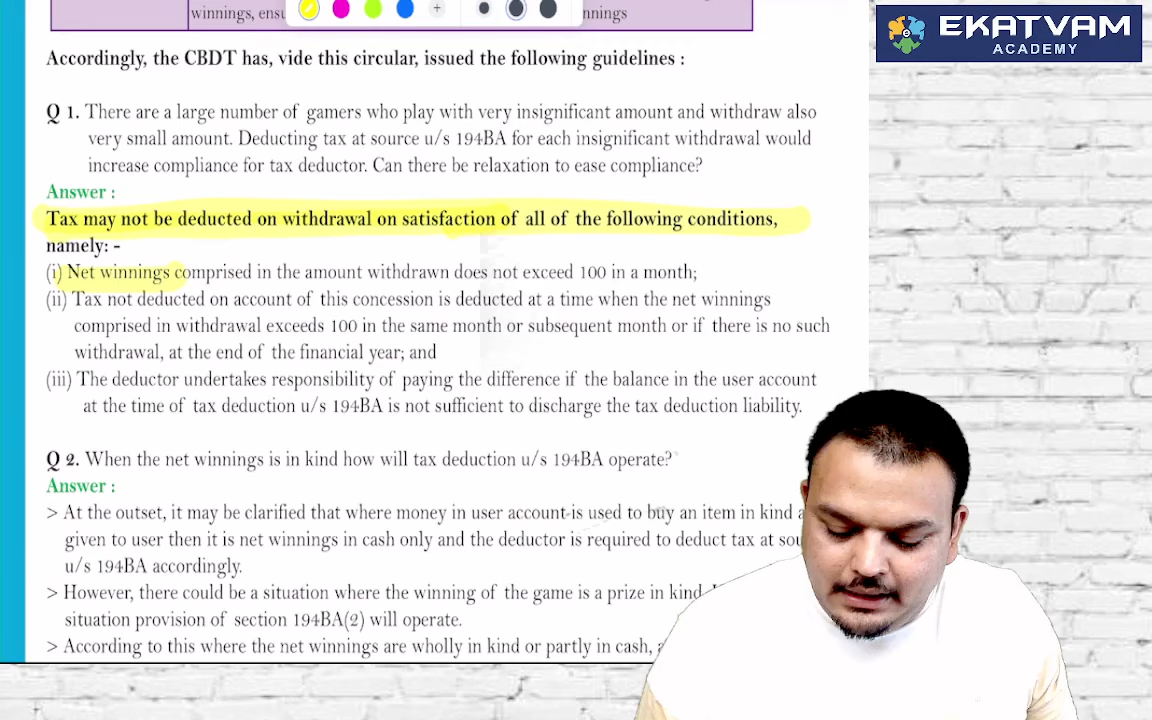 winnings, ensu nnings
EKATVAM
ACADEMY
Accordingly, the CBDT has, vide this circular, issued the following guidelines :
Q 1. There are a large number of gamers who play with very insignificant amount and withdraw also
very small amount. Deducting tax at source u/s 194BA for each insignificant withdrawal would
increase compliance for tax deductor. Can there be relaxation to ease compliance?
Answer :
Tax may not be deducted on withdrawal on satisfaction of all of the following conditions,
namely: -
(i) Net winnings comprised in the amount withdrawn does not exceed 100 in a month;
(ii) Tax not deducted on account of this concession is deducted at a time when the net winnings
comprised in withdrawal exceeds 100 in the same month or subsequent month or if there is no such
withdrawal, at the end of the financial year; and
(iii) The deductor undertakes responsibility of paying the difference if the balance in the user account
at the time of tax deduction u/s 194BA is not sufficient to discharge the tax deduction liability.
Q 2. When the net winnings is in kind how will tax deduction u/s 194BA operate?
Answer :
> At the outset, it may be clarified that where money in user account is used to buy an item in kind
given to user then it is net winnings in cash only and the deductor is required to deduct tax at sou
u/s 194BA accordingly.
> However, there could be a situation where the winning of the game is a prize in kind.
situation provision of section 194BA(2) will operate.
> According to this where the net winnings are wholly in kind or partly in cash,